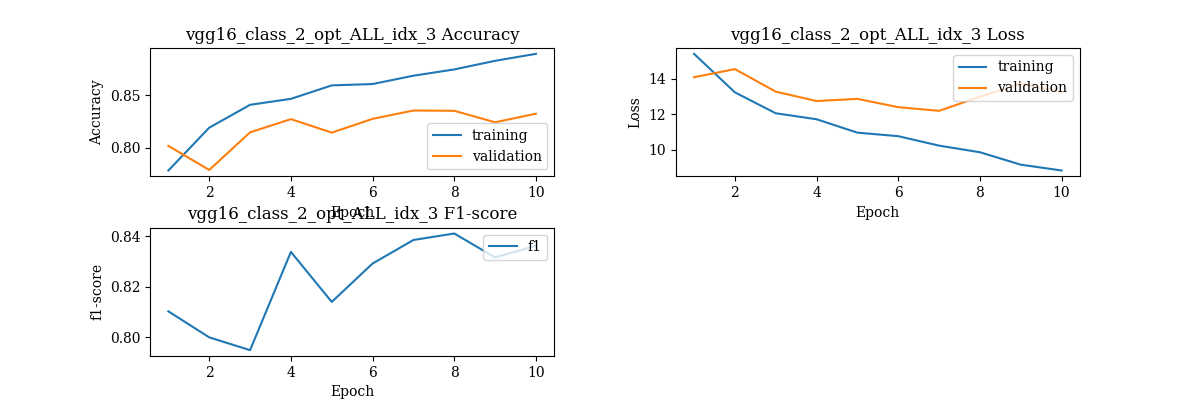 vgg16_class_2_opt_ALL_idx_3 Accuracy
Accuracy
0.85
0.80
training
validation
2 4 6 8 10
Epoch
vgg16_class_2_opt_ALL_idx_3 Loss
Loss
14
12
10
training
validation
2 4 6 8 10
Epoch
vgg16_class_2_opt_ALL_idx_3 F1-score
f1-score
0.84
0.82
0.80
f1
2 4 6 8 10
Epoch